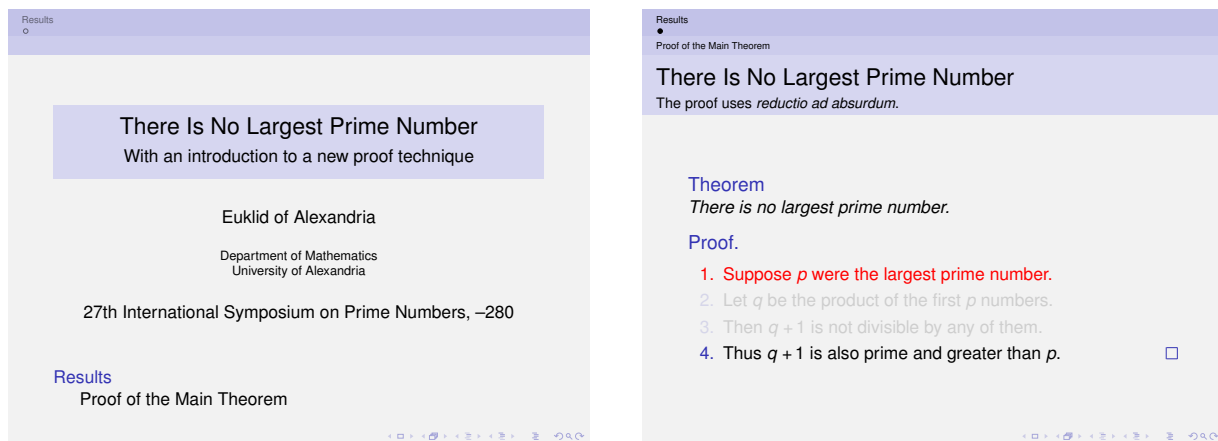 Results
There Is No Largest Prime Number
With an introduction to a new proof technique
Euklid of Alexandria
Department of Mathematics
University of Alexandria
27th International Symposium on Prime Numbers, –280
Results
Proof of the Main Theorem
Results
Proof of the Main Theorem
There Is No Largest Prime Number
The proof uses reductio ad absurdum.
Theorem
There is no largest prime number.
Proof.
1. Suppose p were the largest prime number.
2. Let q be the product of the first p numbers.
3. Then q + 1 is not divisible by any of them.
4. Thus q + 1 is also prime and greater than p.